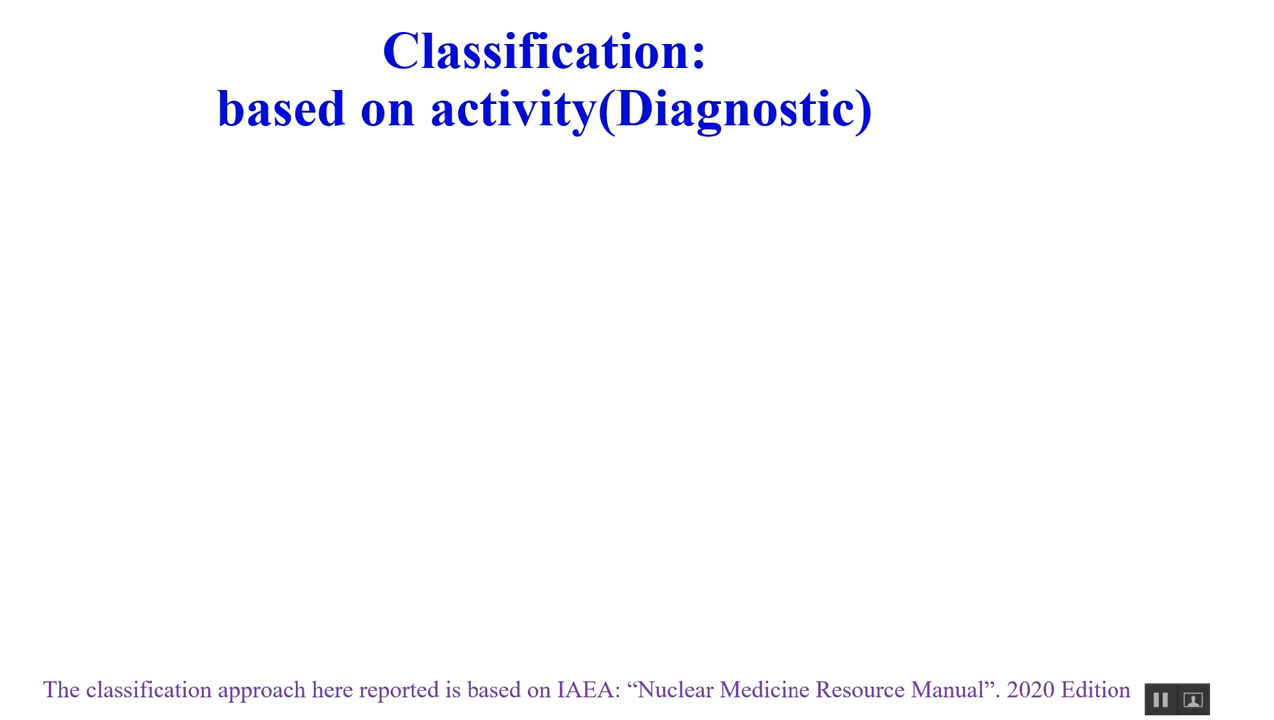 Classification:
based on activity(Diagnostic)
The classification approach here reported is based on IAEA: “Nuclear Medicine Resource Manual”. 2020 Edition